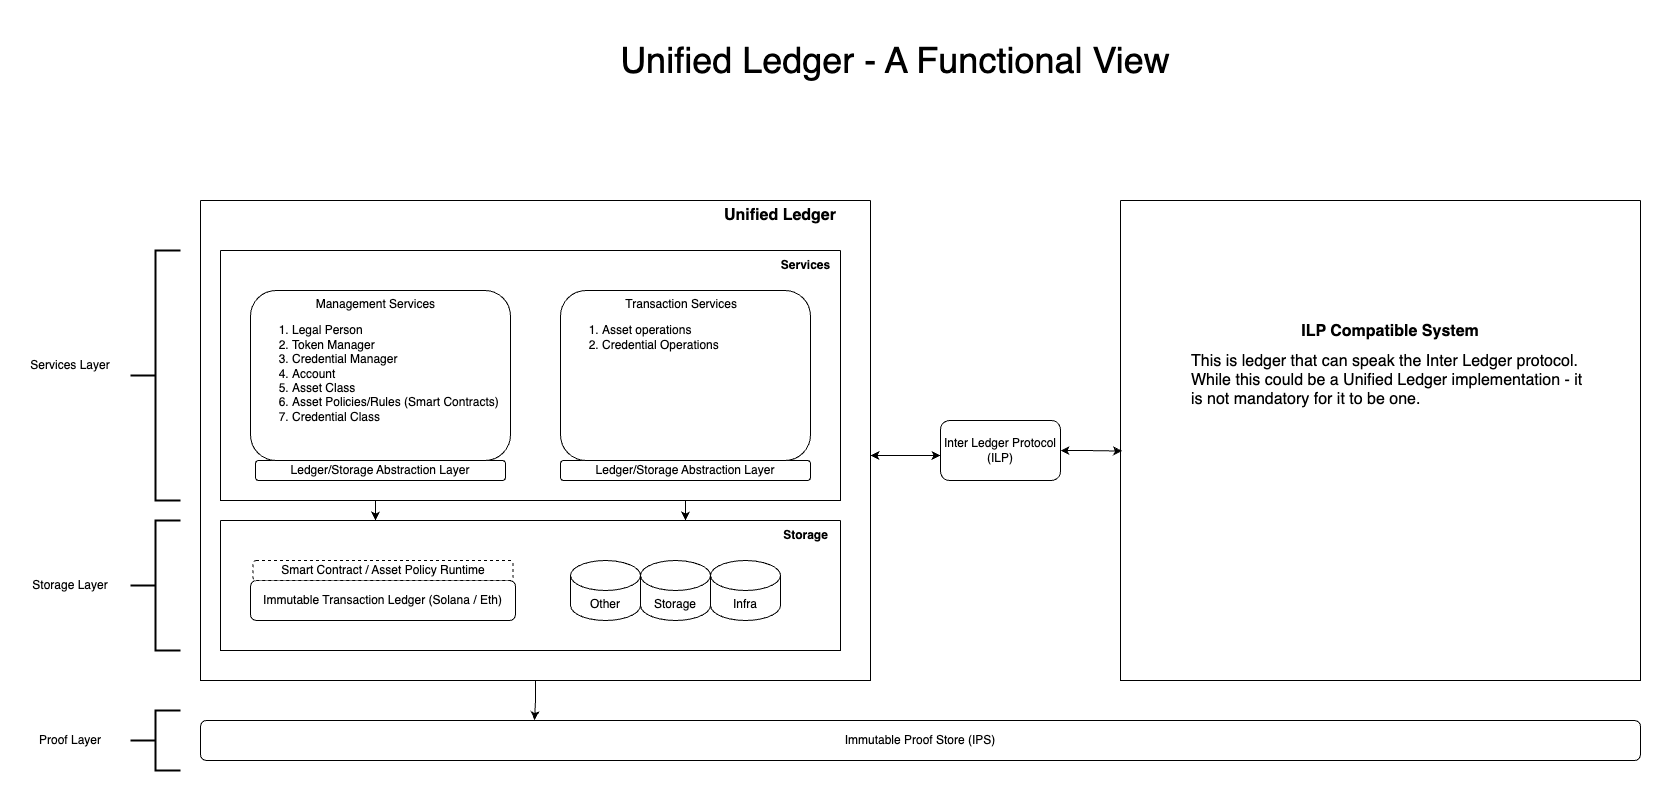 Unified Ledger - A Functional View
Unified Ledger
Services
Management Services
1. Legal Person
2. Token Manager
3. Credential Manager
4. Account
5. Asset Class
6. Asset Policies/Rules (Smart Contracts)
7. Credential Class
Ledger/Storage Abstraction Layer
Transaction Services
1. Asset operations
2. Credential Operations
Ledger/Storage Abstraction Layer
Services Layer
Inter Ledger Protocol
(ILP)
ILP Compatible System
This is ledger that can speak the Inter Ledger protocol.
While this could be a Unified Ledger implementation - it
is not mandatory for it to be one.
Storage
Smart Contract / Asset Policy Runtime
Immutable Transaction Ledger (Solana / Eth)
Other
Storage
Infra
Storage Layer
Proof Layer
Immutable Proof Store (IPS)